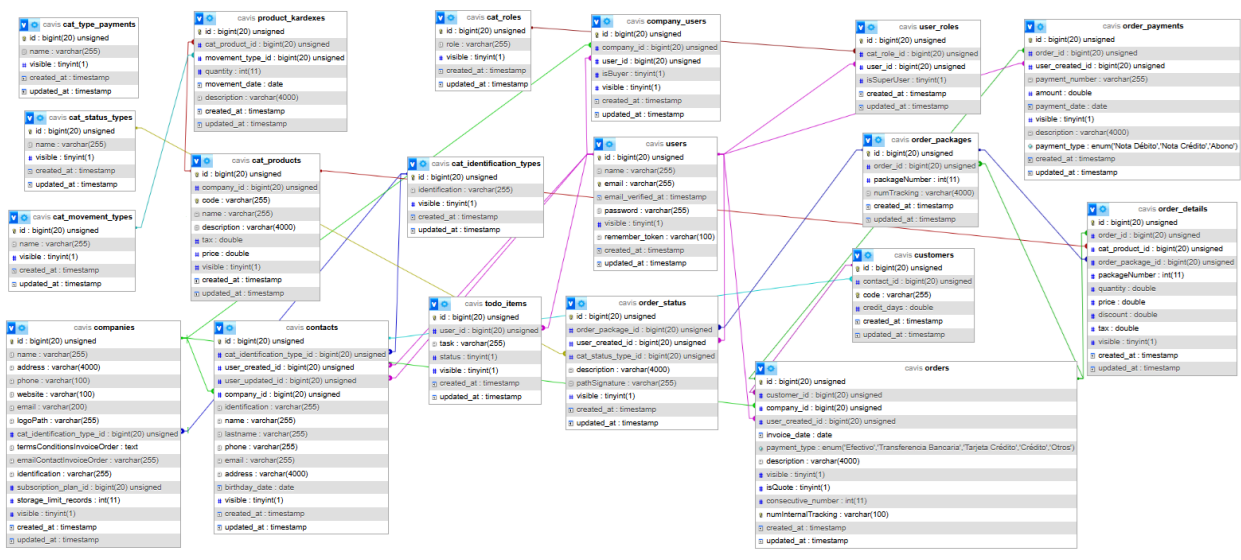 cavis cat_type_payments
id : bigint(20) unsigned
name : varchar(255)
visible : tinyint(1)
created_at : timestamp
updated_at : timestamp
cavis cat_status_types
id : bigint(20) unsigned
name : varchar(255)
visible : tinyint(1)
created_at : timestamp
updated_at : timestamp
cavis cat_movement_types
id : bigint(20) unsigned
name : varchar(255)
visible : tinyint(1)
created_at : timestamp
updated_at : timestamp
cavis companies
id : bigint(20) unsigned
name : varchar(255)
address : varchar(4000)
phone : varchar(100)
website : varchar(100)
email : varchar(200)
logoPath : varchar(255)
cat_identification_type_id : bigint(20) unsigned
termsConditionsInvoiceOrder : text
emailContactInvoiceOrder : varchar(255)
identification : varchar(255)
subscription_plan_id : bigint(20) unsigned
storage_limit_records : int(11)
visible : tinyint(1)
created_at : timestamp
updated_at : timestamp
cavis product_kardexes
id : bigint(20) unsigned
cat_product_id : bigint(20) unsigned
movement_type_id : bigint(20) unsigned
quantity : int(11)
movement_date : date
description : varchar(4000)
created_at : timestamp
updated_at : timestamp
cavis cat_products
id : bigint(20) unsigned
company_id : bigint(20) unsigned
code : varchar(255)
name : varchar(255)
description : varchar(4000)
tax : double
price : double
visible : tinyint(1)
created_at : timestamp
updated_at : timestamp
cavis contacts
id : bigint(20) unsigned
cat_identification_type_id : bigint(20) unsigned
user_created_id : bigint(20) unsigned
user_updated_id : bigint(20) unsigned
company_id : bigint(20) unsigned
identification : varchar(255)
name : varchar(255)
lastname : varchar(255)
phone : varchar(255)
email : varchar(255)
address : varchar(4000)
birthday_date : date
visible : tinyint(1)
created_at : timestamp
updated_at : timestamp
cavis cat_roles
id : bigint(20) unsigned
role : varchar(255)
visible : tinyint(1)
created_at : timestamp
updated_at : timestamp
cavis cat_identification_types
id : bigint(20) unsigned
identification : varchar(255)
visible : tinyint(1)
created_at : timestamp
updated_at : timestamp
cavis todo_items
id : bigint(20) unsigned
user_id : bigint(20) unsigned
task : varchar(255)
status : tinyint(1)
visible : tinyint(1)
created_at : timestamp
updated_at : timestamp
cavis company_users
id : bigint(20) unsigned
company_id : bigint(20) unsigned
user_id : bigint(20) unsigned
isBuyer : tinyint(1)
visible : tinyint(1)
created_at : timestamp
updated_at : timestamp
cavis users
id : bigint(20) unsigned
name : varchar(255)
email : varchar(255)
email_verified_at : timestamp
password : varchar(255)
visible : tinyint(1)
remember_token : varchar(100)
created_at : timestamp
updated_at : timestamp
cavis order_status
id : bigint(20) unsigned
order_package_id : bigint(20) unsigned
user_created_id : bigint(20) unsigned
cat_status_type_id : bigint(20) unsigned
description : varchar(4000)
pathSignature : varchar(255)
visible : tinyint(1)
created_at : timestamp
updated_at : timestamp
cavis user_roles
id : bigint(20) unsigned
cat_role_id : bigint(20) unsigned
user_id : bigint(20) unsigned
isSuperUser : tinyint(1)
created_at : timestamp
updated_at : timestamp
cavis order_packages
id : bigint(20) unsigned
order_id : bigint(20) unsigned
packageNumber : int(11)
numTracking : varchar(4000)
created_at : timestamp
updated_at : timestamp
cavis customers
id : bigint(20) unsigned
contact_id : bigint(20) unsigned
code : varchar(255)
credit_days : double
created_at : timestamp
updated_at : timestamp
cavis orders
id : bigint(20) unsigned
customer_id : bigint(20) unsigned
company_id : bigint(20) unsigned
user_created_id : bigint(20) unsigned
invoice_date : date
payment_type : enum('Efectivo','Transferencia Bancaria','Tarjeta Crédito','Crédito','Otros')
description : varchar(4000)
visible : tinyint(1)
isQuote : tinyint(1)
consecutive_number : int(11)
numInternalTracking : varchar(100)
created_at : timestamp
updated_at : timestamp
cavis order_payments
id : bigint(20) unsigned
order_id : bigint(20) unsigned
user_created_id : bigint(20) unsigned
payment_number : varchar(255)
amount : double
payment_date : date
visible : tinyint(1)
description : varchar(4000)
payment_type : enum('Nota Débito','Nota Crédito','Abono')
created_at : timestamp
updated_at : timestamp
cavis order_details
id : bigint(20) unsigned
order_id : bigint(20) unsigned
cat_product_id : bigint(20) unsigned
order_package_id : bigint(20) unsigned
packageNumber : int(11)
quantity : double
price : double
discount : double
tax : double
visible : tinyint(1)
created_at : timestamp
updated_at : timestamp